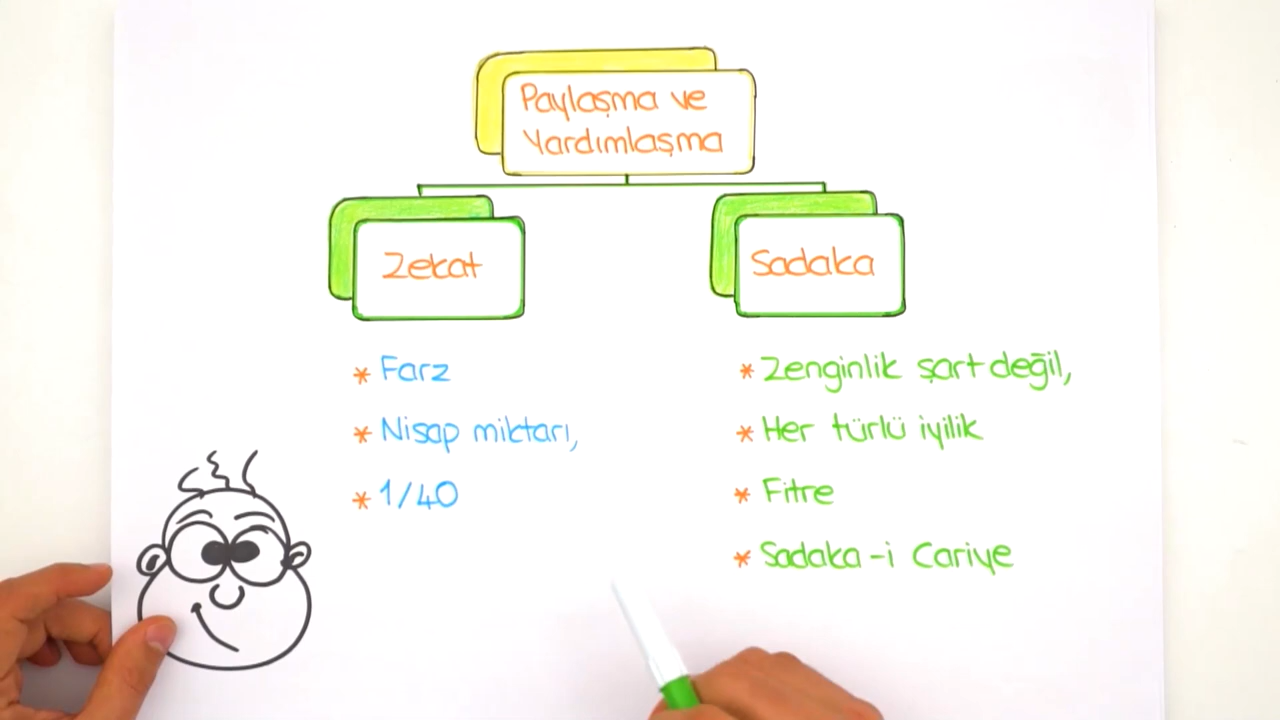 Paylaşma ve
Yardımlaşma
Zekat
Sadaka
* Farz
* Nisap miktarı,
* 1/40
* Zenginlik şart değil,
* Her türlü iyilik
* Fitre
* Sadaka-i Cariye